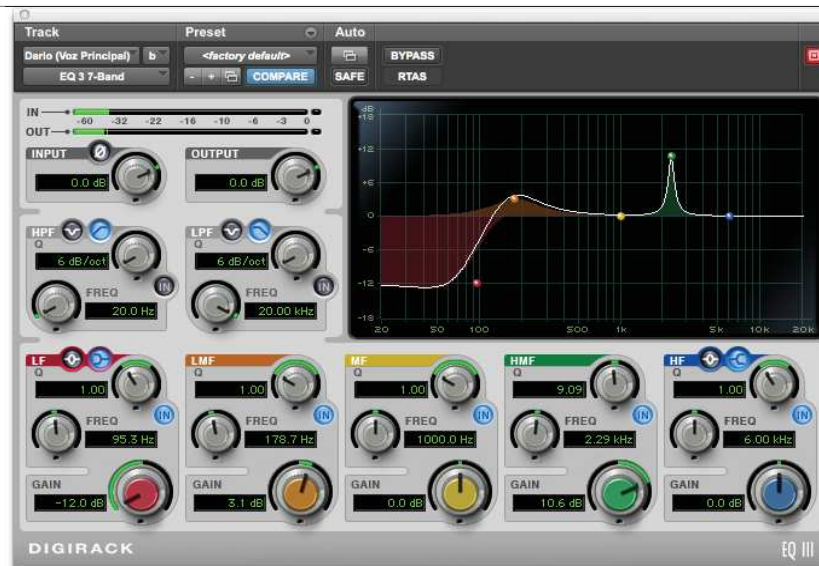 Track Preset Auto
Dario (Voz Principal) b <factory default> BYPASS
EQ 3 7-Band - + COMPARE SAFE RTAS
IN
-60 -32 -22 -16 -10 -6 -3 0
OUT
INPUT Ø OUTPUT
0.0 dB 0.0 dB
HPF LPF
Q Q
6 dB/oct 6 dB/oct
IN IN
FREQ FREQ
20.0 Hz 20.00 kHz
dB
+18
+12
+6
0
-6
-12
-18
20 50 100 500 1k 5k 10k 20k
LF LMF MF HMF HF
Q Q Q Q Q
1.00 1.00 1.00 9.09 1.00
IN IN IN IN IN
FREQ FREQ FREQ FREQ FREQ
95.3 Hz 178.7 Hz 1000.0 Hz 2.29 kHz 6.00 kHz
GAIN GAIN GAIN GAIN GAIN
-12.0 dB 3.1 dB 0.0 dB 10.6 dB 0.0 dB
DIGIRACK EQ III